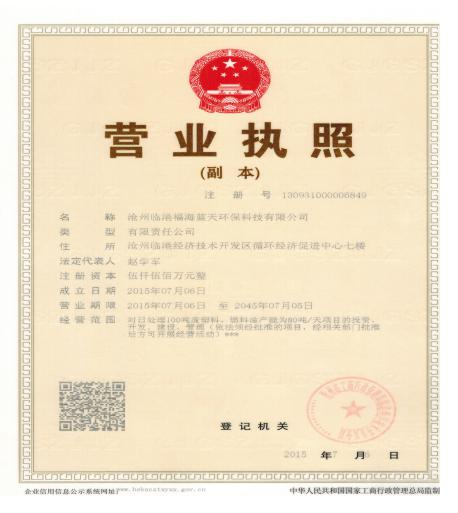 营业执照
(副 本)
注 册 号 130931000006849
名 称 沧州临港福海蓝天环保科技有限公司
类 型 有限责任公司
住 所 沧州临港经济技术开发区循环经济促进中心七楼
法定代表人 赵学军
注册资本 伍仟伍佰万元整
成立日期 2015年07月06日
营业期限 2015年07月06日 至 2045年07月05日
经营范围 对日处理100吨废塑料、燃料油产能为80吨/天项目的投资、
开发、建设、管理(依法须经批准的项目,经相关部门批准
后方可开展经营活动)***
登记机关
2015 年 7 月 6 日
企业信用信息公示系统网址: www.hebscztxyxx.gov.cn
中华人民共和国国家工商行政管理总局监制